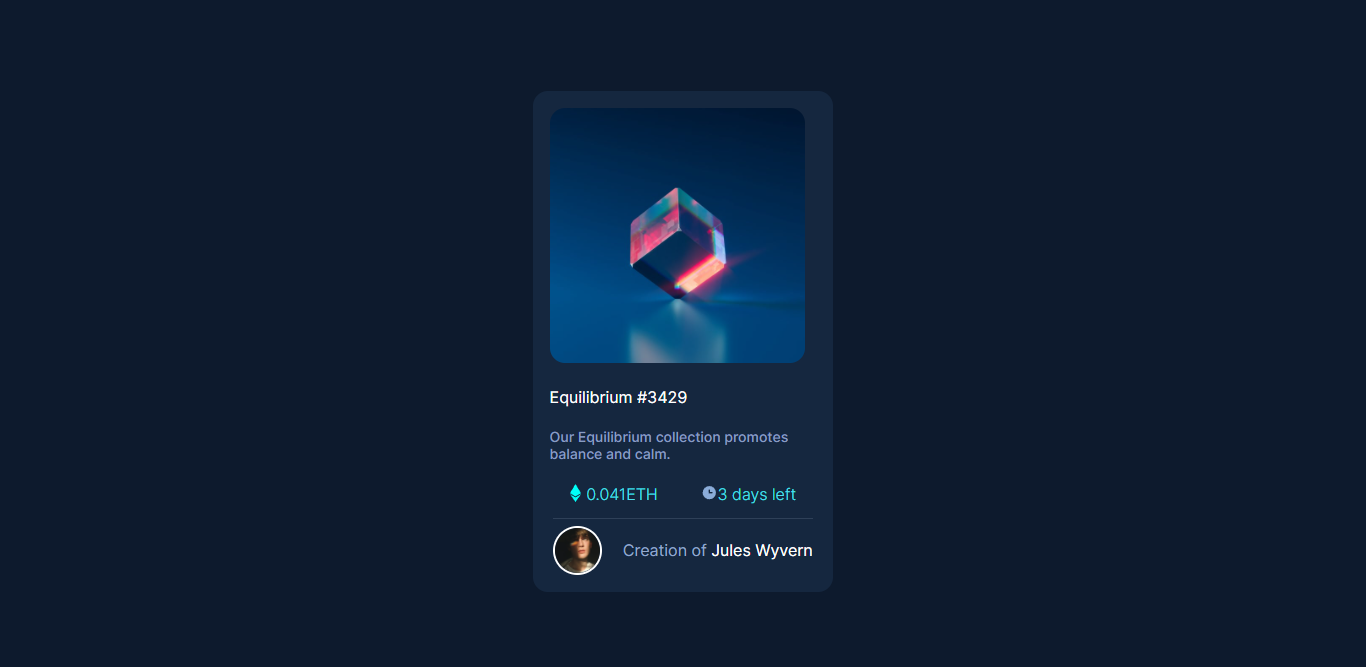 Equilibrium #3429
Our Equilibrium collection promotes
balance and calm.
0.041ETH 3 days left
Creation of Jules Wyvern